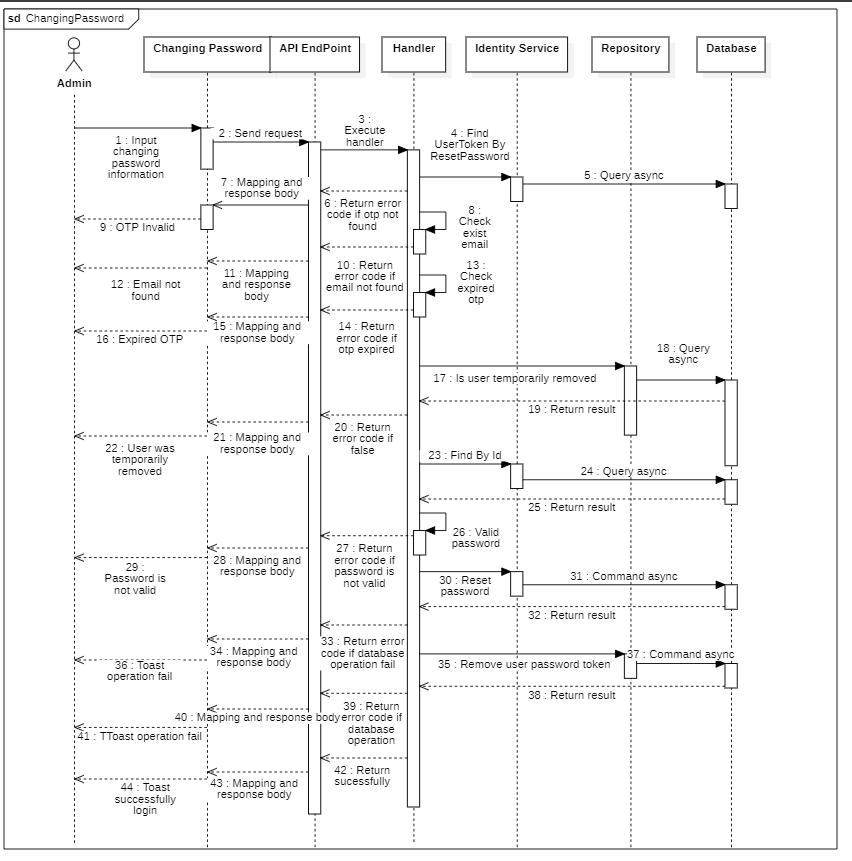 sd ChangingPassword
Admin
Changing Password
API EndPoint
Handler
Identity Service
Repository
Database
1 : Input
changing
password
information
2 : Send request
3 :
Execute
handler
4 : Find
UserToken By
ResetPassword
5 : Query async
6 : Return error
code if otp not
found
7 : Mapping and
response body
8 :
Check
exist
email
9 : OTP Invalid
10 : Return
error code if
email not found
11 : Mapping
and response
body
12 : Email not
found
13 :
Check
expired
otp
14 : Return
error code if
otp expired
15 : Mapping and
response body
16 : Expired OTP
17 : Is user temporarily removed
18 : Query
async
19 : Return result
20 : Return
error code if
false
21 : Mapping and
response body
22 : User was
temporarily
removed
23 : Find By Id
24 : Query async
25 : Return result
26 : Valid
password
27 : Return
error code if
password is
not valid
28 : Mapping and
response body
29 :
Password is
not valid
30 : Reset
password
31 : Command async
32 : Return result
33 : Return error
code if database
operation fail
34 : Mapping and
response body
35 : Remove user password token
36 : Toast
operation fail
37 : Command async
38 : Return result
39 : Return
error code if
database
operation
40 : Mapping and response body
41 : TToast operation fail
42 : Return
sucessfully
43 : Mapping and
response body
44 : Toast
successfully
login